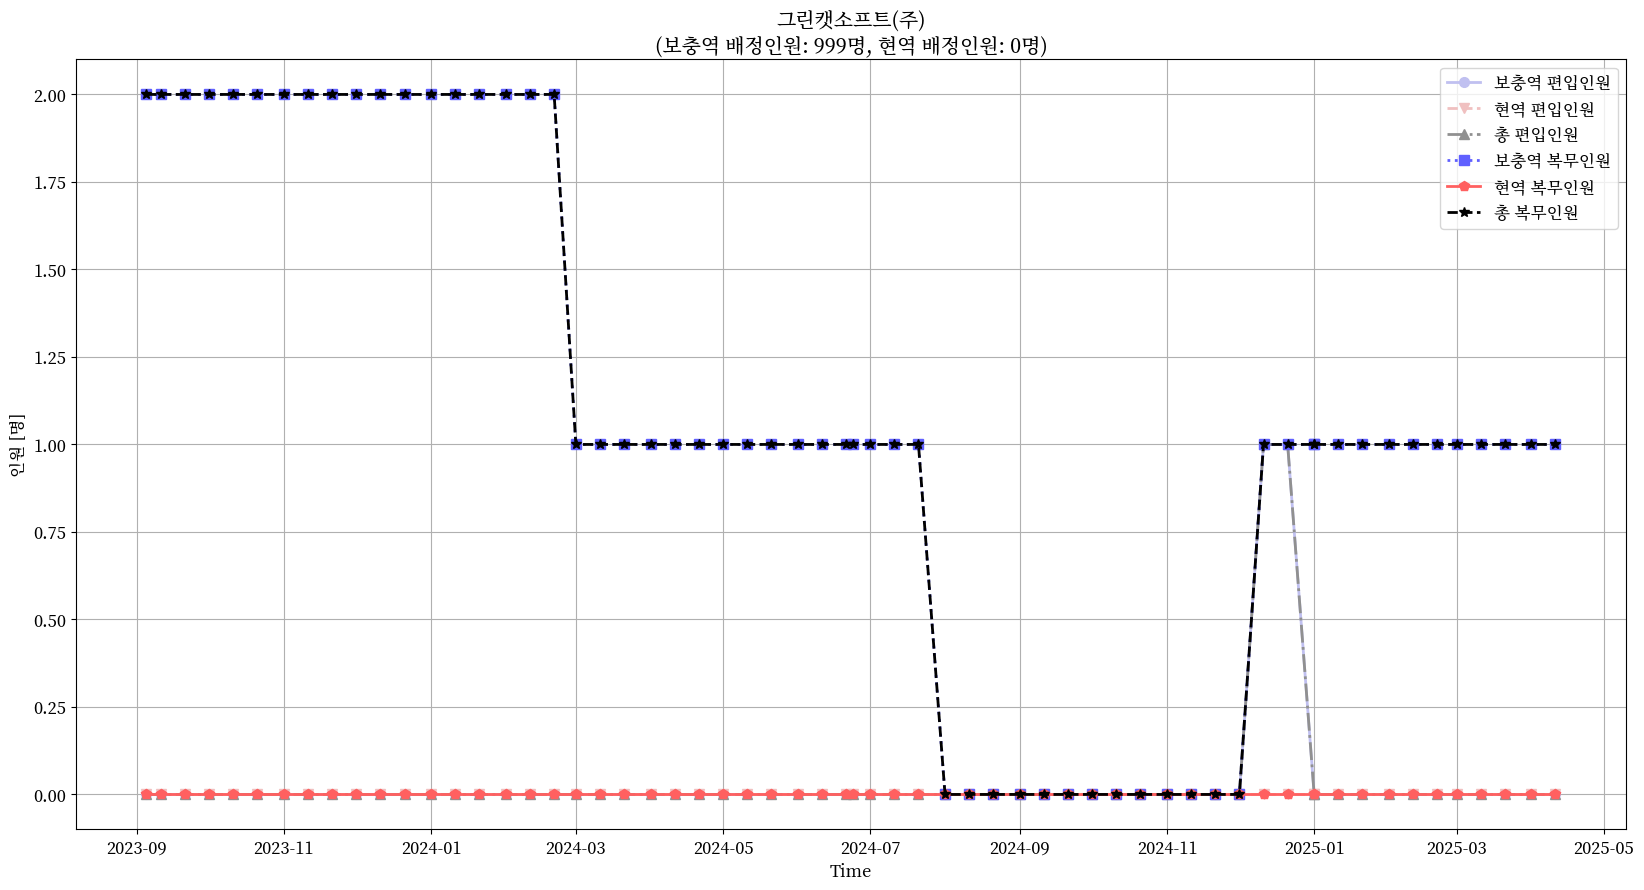 그린캣소프트(주)
(보충역 배정인원: 999명, 현역 배정인원: 0명)
보충역 편입인원
현역 편입인원
총 편입인원
보충역 복무인원
현역 복무인원
총 복무인원
인원 [명]
2.00
1.75
1.50
1.25
1.00
0.75
0.50
0.25
0.00
2023-09
2023-11
2024-01
2024-03
2024-05
2024-07
2024-09
2024-11
2025-01
2025-03
2025-05
Time